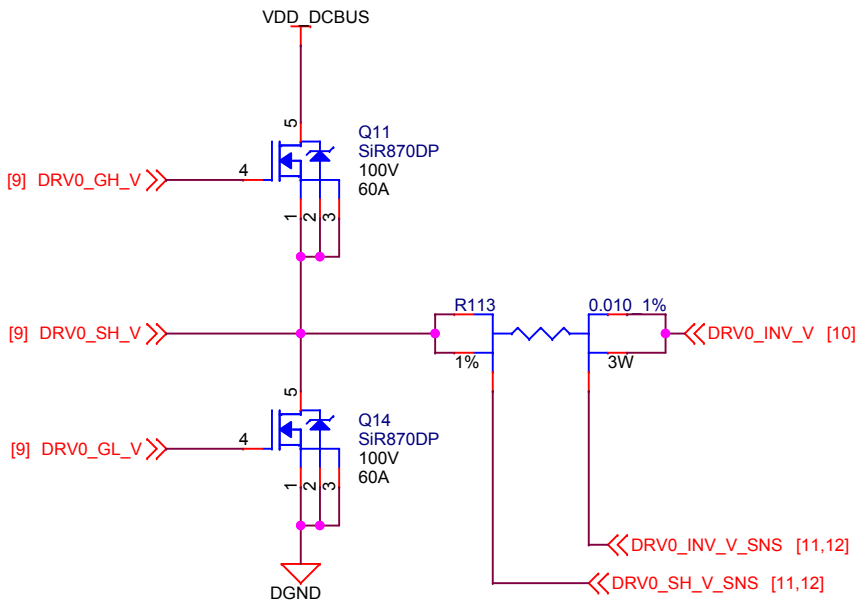 VDD_DCBUS
5
Q11
SiR870DP
100V
60A
[9] DRV0_GH_V
4
1
2
3
R113
0.010_1%
[9] DRV0_SH_V
DRV0_INV_V [10]
1%
3W
5
Q14
SiR870DP
100V
60A
[9] DRV0_GL_V
4
1
2
3
DRV0_INV_V_SNS [11,12]
DRV0_SH_V_SNS [11,12]
DGND